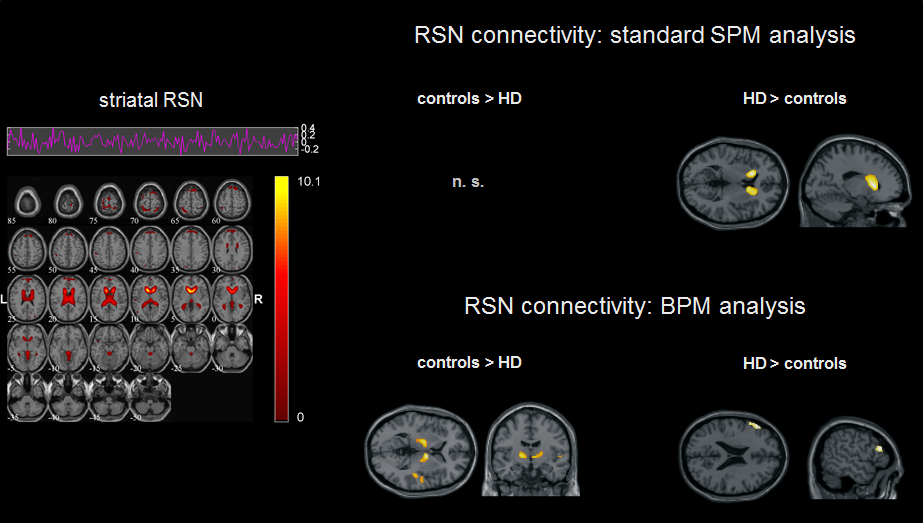 RSN connectivity: standard SPM analysis
striatal RSN
controls > HD
HD > controls
0.4
0.2
0
-0.2
n. s.
10.1
85 80 75 70 65 60
55 50 45 40 35 30
L
R
25 20 15 10 5 0
-5 -10 -15 -20 -25 -30
-35 -40 -45 -50
0
RSN connectivity: BPM analysis
controls > HD
HD > controls